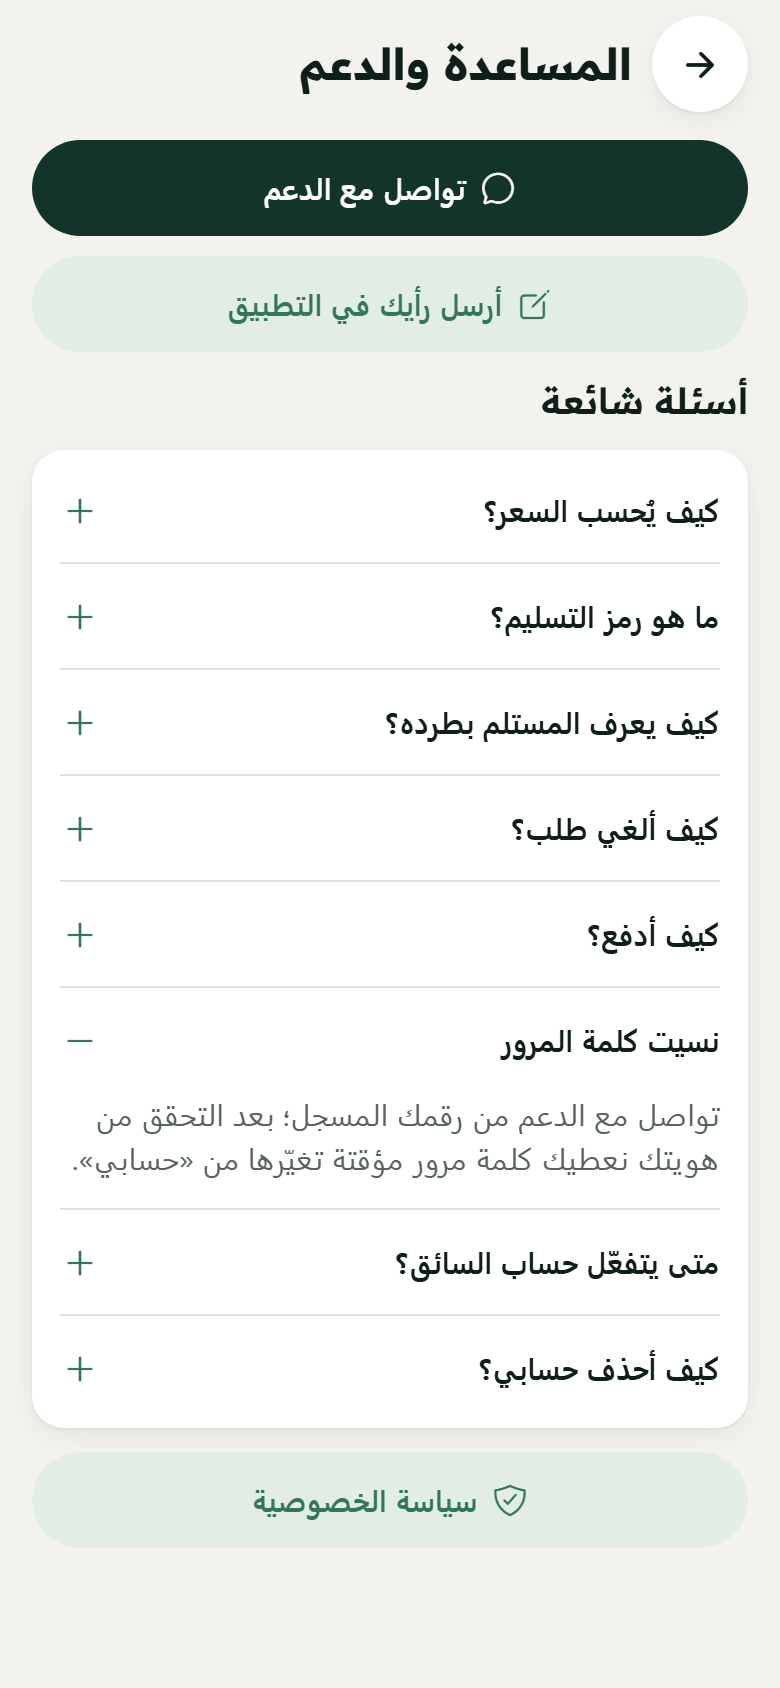 المساعدة والدعم
تواصل مع الدعم
أرسل رأيك في التطبيق
أسئلة شائعة
كيف يُحسب السعر؟
ما هو رمز التسليم؟
كيف يعرف المستلم بطرده؟
كيف ألغي طلب؟
كيف أدفع؟
نسيت كلمة المرور
تواصل مع الدعم من رقمك المسجل؛ بعد التحقق من
هويتك نعطيك كلمة مرور مؤقتة تغيّرها من «حسابي».
متى يتفعّل حساب السائق؟
كيف أحذف حسابي؟
سياسة الخصوصية